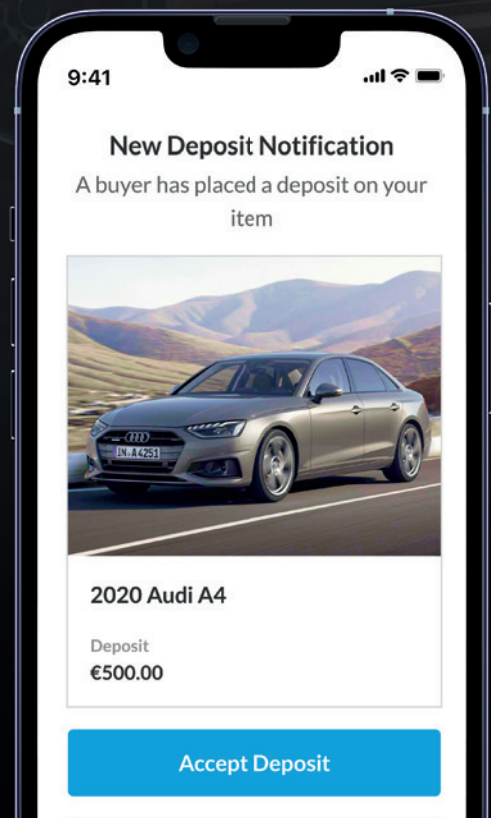 9:41
New Deposit Notification
A buyer has placed a deposit on your
item
IN·A4251
2020 Audi A4
Deposit
€500.00
Accept Deposit